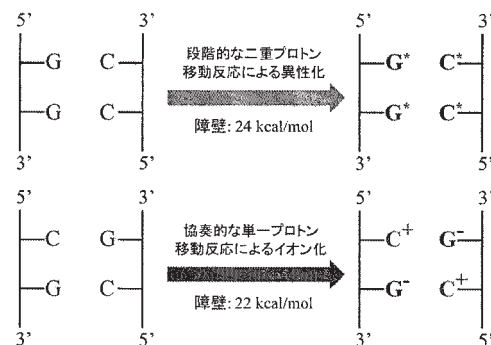 5' 3' 5' 3'
G C 段階的な二重プロトン G* C*
移動反応による異性化
G C G* C*
障壁: 24 kcal/mol
3' 5' 3' 5'
5' 3' 5' 3'
C G 協奏的な単一プロトン C+ G-
移動反応によるイオン化
G C G- C+
障壁: 22 kcal/mol
3' 5' 3' 5'